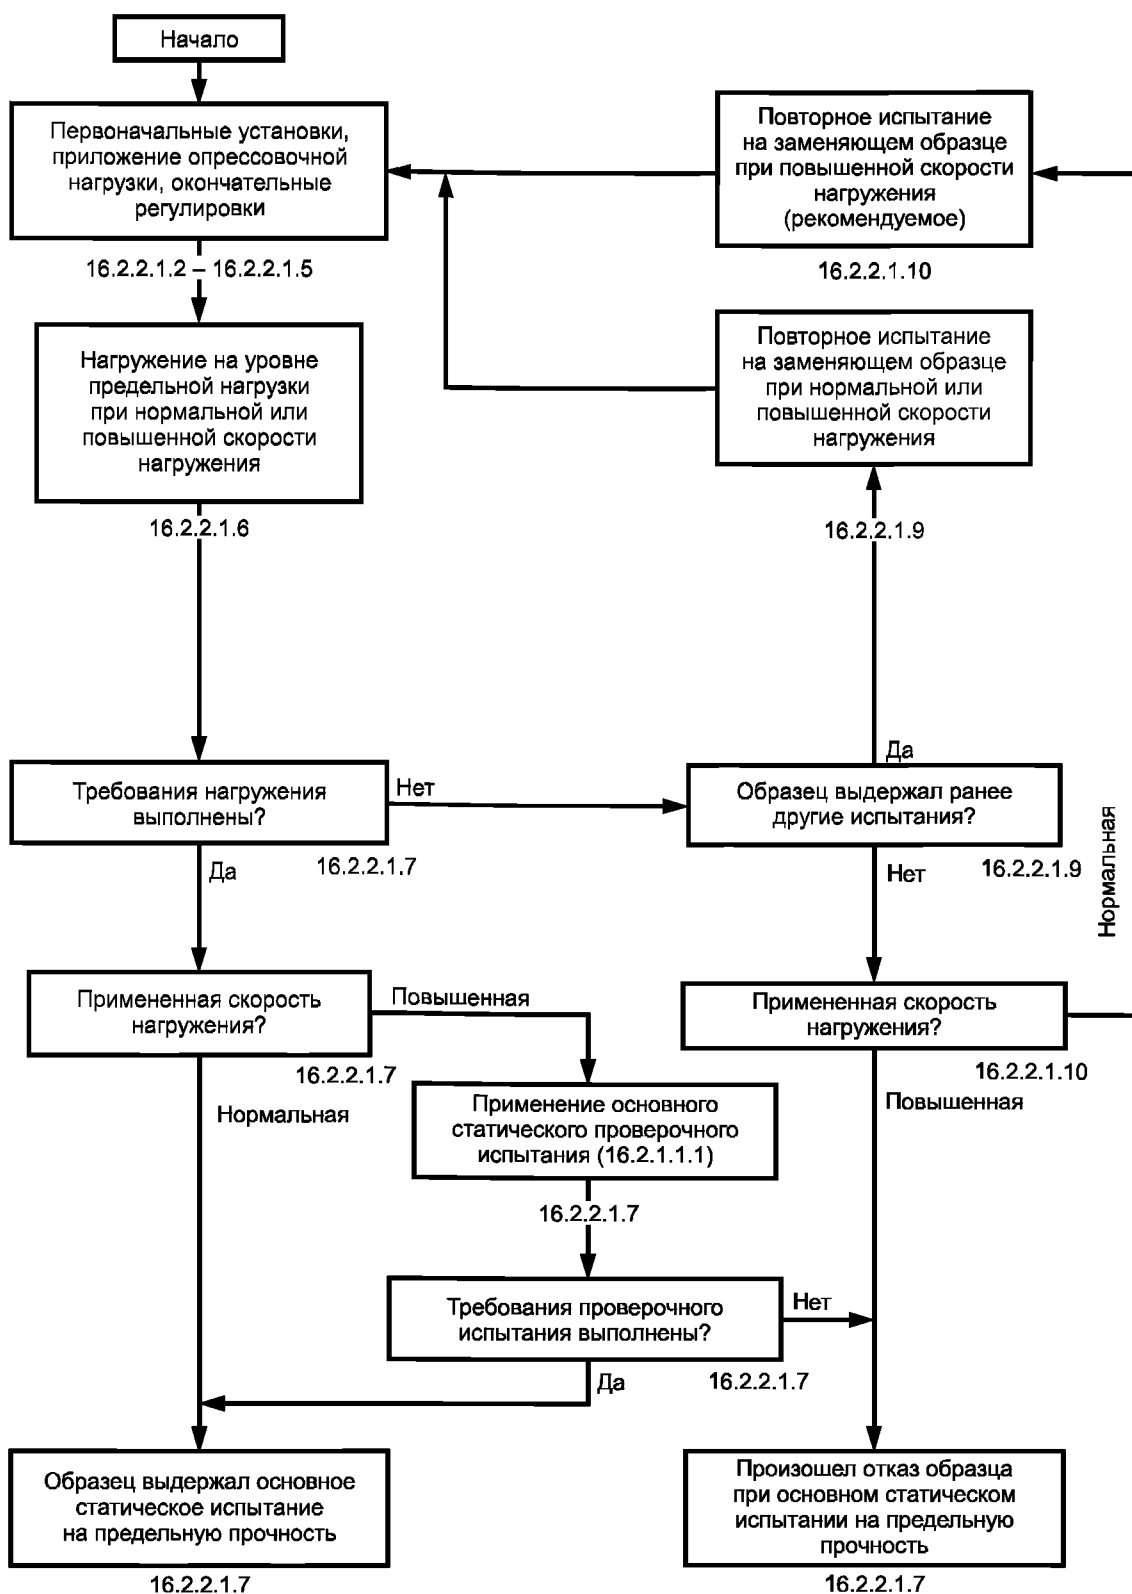 Начало
Первоначальные установки,
приложение опрессовочной
нагрузки, окончательные
регулировки
16.2.2.1.2 – 16.2.2.1.5
Повторное испытание
на заменяющем образце
при повышенной скорости
нагружения
(рекомендуемое)
16.2.2.1.10
Нагружение на уровне
предельной нагрузки
при нормальной или
повышенной скорости
нагружения
16.2.2.1.6
Повторное испытание
на заменяющем образце
при нормальной или
повышенной скорости
нагружения
16.2.2.1.9
Требования нагружения
выполнены?
Нет
16.2.2.1.7
Да
Да
Образец выдержал ранее
другие испытания?
16.2.2.1.9
Нет
Нормальная
Примененная скорость
нагружения?
Повышенная
16.2.2.1.7
Нормальная
Примененная скорость
нагружения?
16.2.2.1.10
Повышенная
Применение основного
статического проверочного
испытания (16.2.1.1.1)
16.2.2.1.7
Требования проверочного
испытания выполнены?
Нет
16.2.2.1.7
Да
Образец выдержал основное
статическое испытание
на предельную прочность
16.2.2.1.7
Произошел отказ образца
при основном статическом
испытании на предельную
прочность
16.2.2.1.7